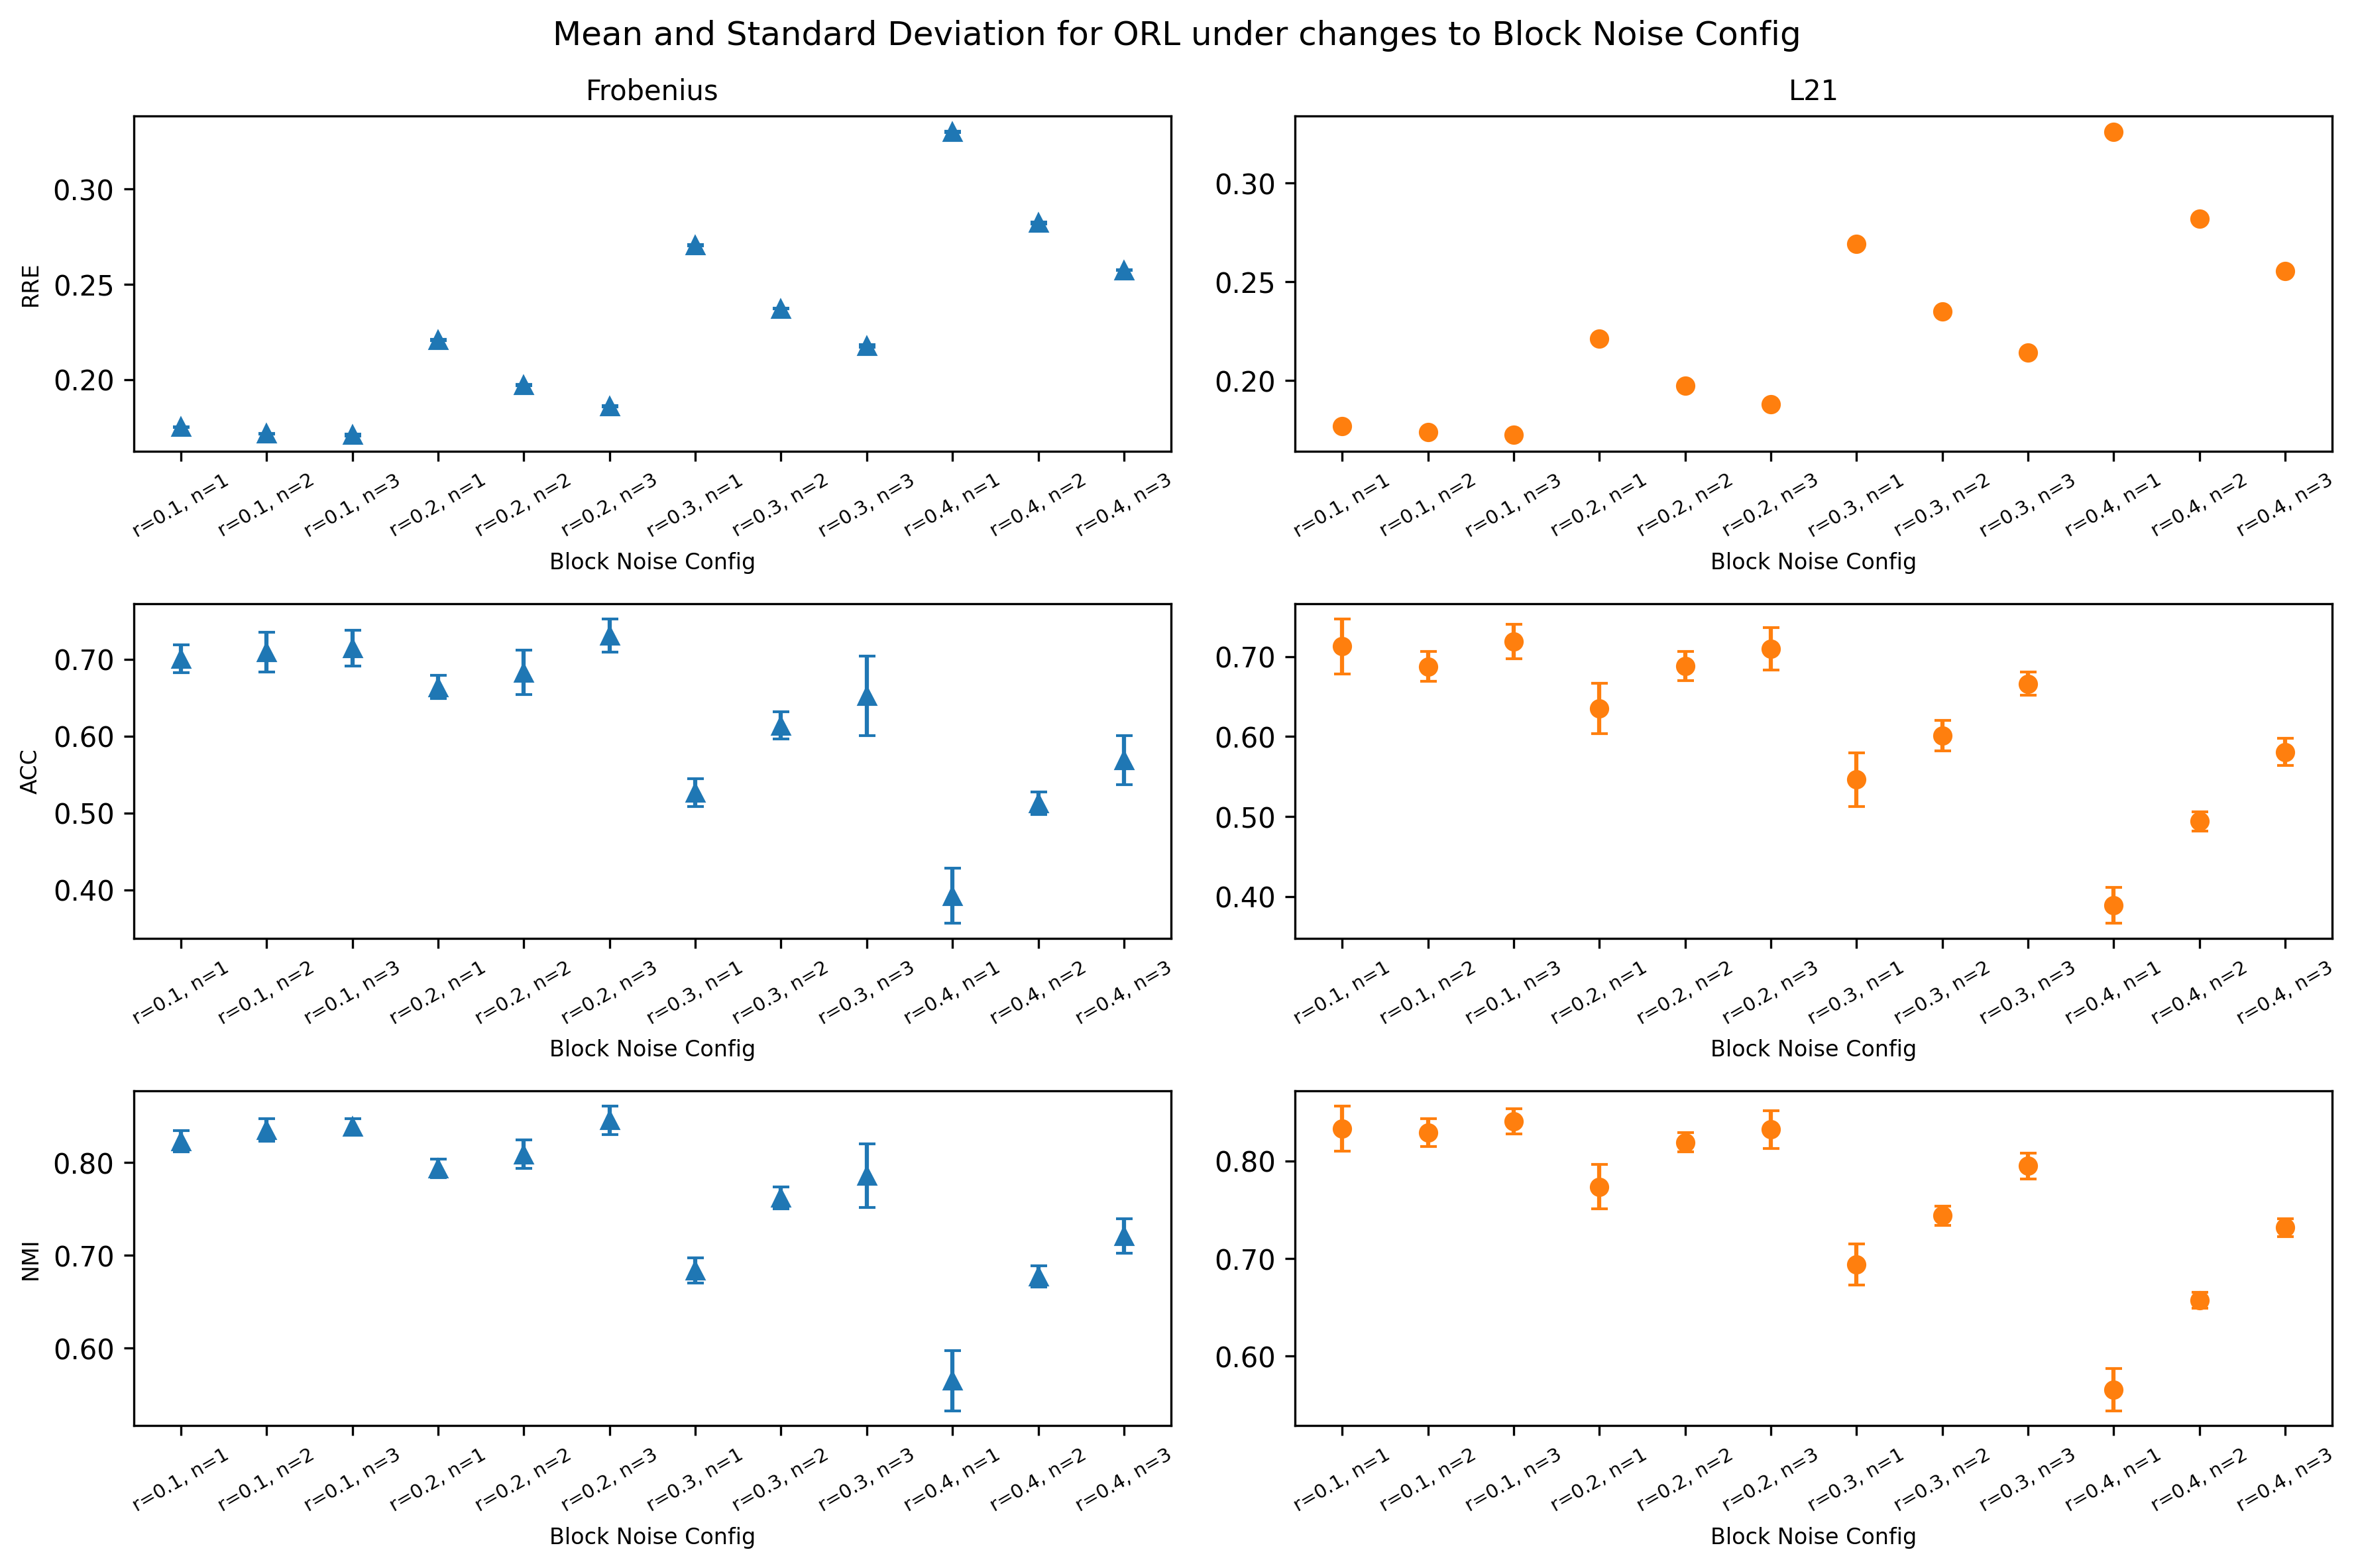 Mean and Standard Deviation for ORL under changes to Block Noise Config
Frobenius
RRE
0.30
0.25
0.20
r=0.1, n=1
r=0.1, n=2
r=0.1, n=3
r=0.2, n=1
r=0.2, n=2
r=0.2, n=3
r=0.3, n=1
r=0.3, n=2
r=0.3, n=3
r=0.4, n=1
r=0.4, n=2
r=0.4, n=3
Block Noise Config
L21
0.30
0.25
0.20
r=0.1, n=1
r=0.1, n=2
r=0.1, n=3
r=0.2, n=1
r=0.2, n=2
r=0.2, n=3
r=0.3, n=1
r=0.3, n=2
r=0.3, n=3
r=0.4, n=1
r=0.4, n=2
r=0.4, n=3
Block Noise Config
ACC
0.70
0.60
0.50
0.40
r=0.1, n=1
r=0.1, n=2
r=0.1, n=3
r=0.2, n=1
r=0.2, n=2
r=0.2, n=3
r=0.3, n=1
r=0.3, n=2
r=0.3, n=3
r=0.4, n=1
r=0.4, n=2
r=0.4, n=3
Block Noise Config
0.70
0.60
0.50
0.40
r=0.1, n=1
r=0.1, n=2
r=0.1, n=3
r=0.2, n=1
r=0.2, n=2
r=0.2, n=3
r=0.3, n=1
r=0.3, n=2
r=0.3, n=3
r=0.4, n=1
r=0.4, n=2
r=0.4, n=3
Block Noise Config
NMI
0.80
0.70
0.60
r=0.1, n=1
r=0.1, n=2
r=0.1, n=3
r=0.2, n=1
r=0.2, n=2
r=0.2, n=3
r=0.3, n=1
r=0.3, n=2
r=0.3, n=3
r=0.4, n=1
r=0.4, n=2
r=0.4, n=3
Block Noise Config
0.80
0.70
0.60
r=0.1, n=1
r=0.1, n=2
r=0.1, n=3
r=0.2, n=1
r=0.2, n=2
r=0.2, n=3
r=0.3, n=1
r=0.3, n=2
r=0.3, n=3
r=0.4, n=1
r=0.4, n=2
r=0.4, n=3
Block Noise Config